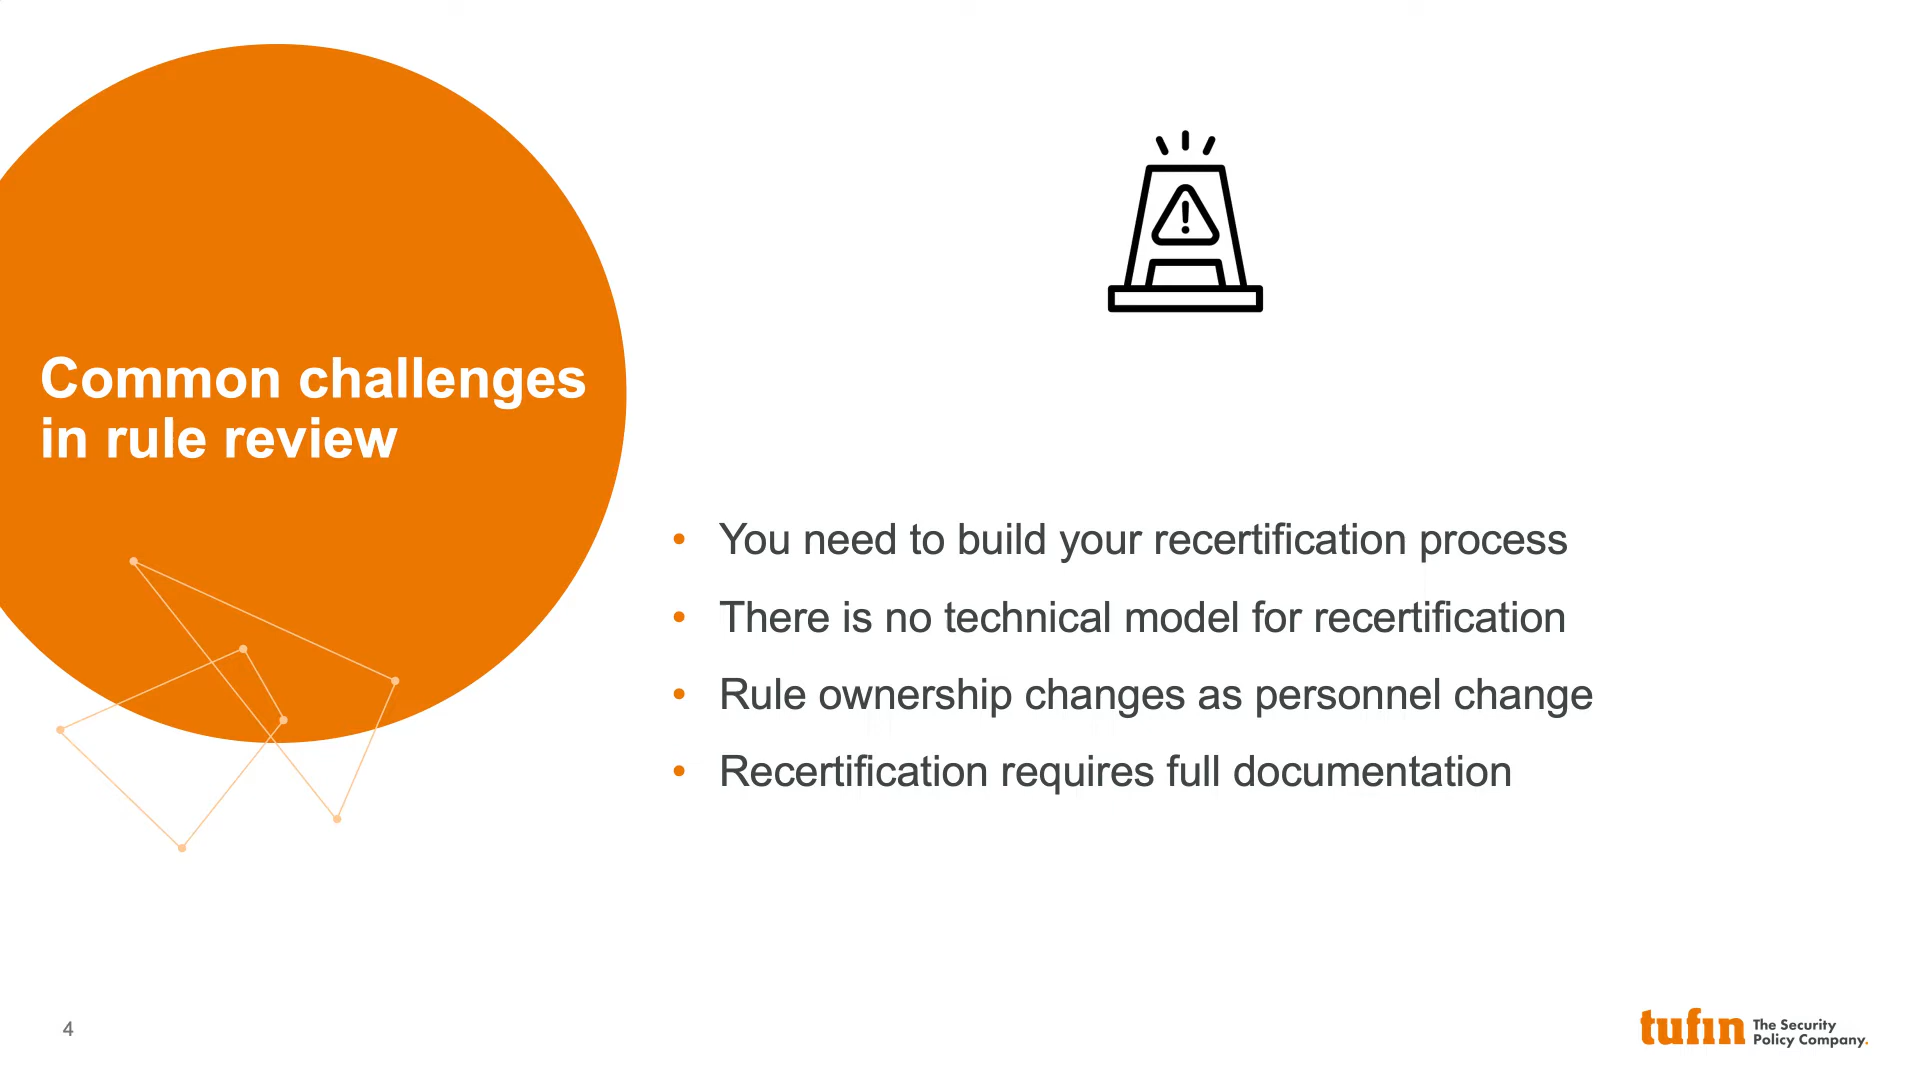 Common challenges
in rule review
• You need to build your recertification process
• There is no technical model for recertification
• Rule ownership changes as personnel change
• Recertification requires full documentation
4
tufin The Security
Policy Company.